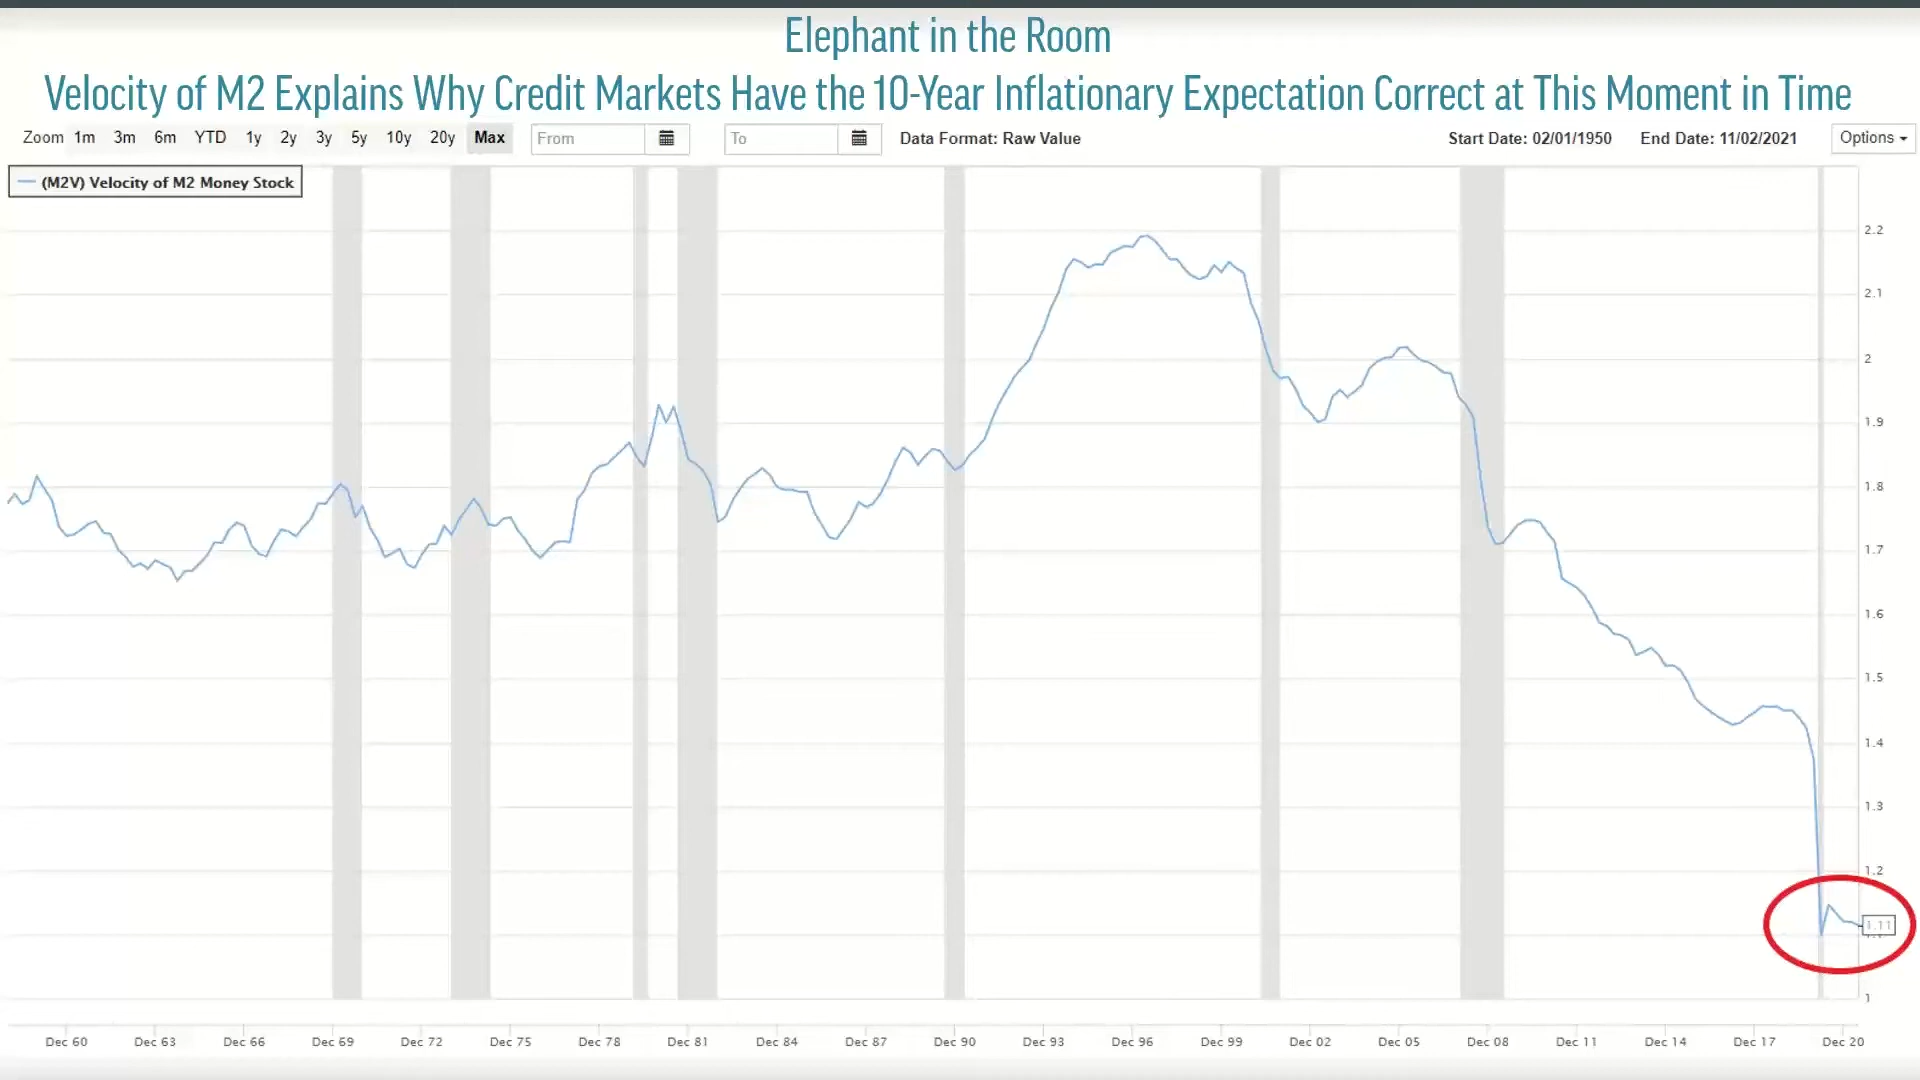 Elephant in the Room
Velocity of M2 Explains Why Credit Markets Have the 10-Year Inflationary Expectation Correct at This Moment in Time
Zoom 1m 3m 6m YTD 1y 2y 3y 5y 10y 20y Max From To Data Format: Raw Value Start Date: 02/01/1950 End Date: 11/02/2021 Options
(M2V) Velocity of M2 Money Stock
2.2
2.1
2
1.9
1.8
1.7
1.6
1.5
1.4
1.3
1.2
1.11
1
Dec 60 Dec 63 Dec 66 Dec 69 Dec 72 Dec 75 Dec 78 Dec 81 Dec 84 Dec 87 Dec 90 Dec 93 Dec 96 Dec 99 Dec 02 Dec 05 Dec 08 Dec 11 Dec 14 Dec 17 Dec 20